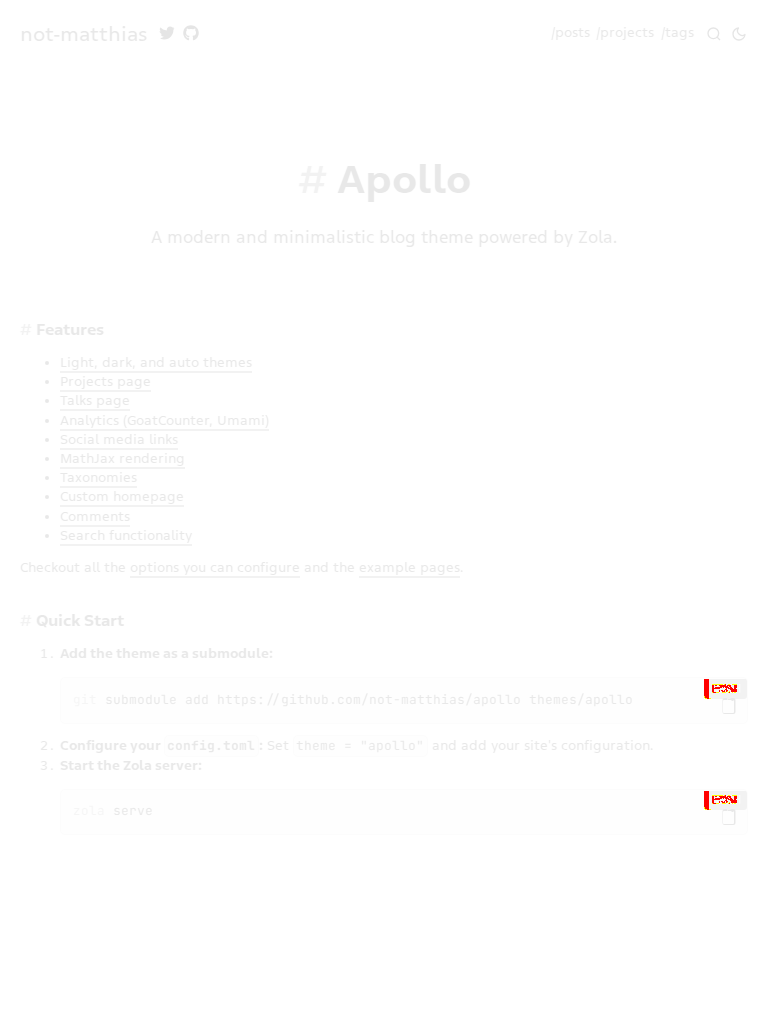 not-matthias
/posts /projects /tags
# Apollo
A modern and minimalistic blog theme powered by Zola.
# Features
• Light, dark, and auto themes
• Projects page
• Talks page
• Analytics (GoatCounter, Umami)
• Social media links
• MathJax rendering
• Taxonomies
• Custom homepage
• Comments
• Search functionality
Checkout all the options you can configure and the example pages.
# Quick Start
1. Add the theme as a submodule:
git submodule add https://github.com/not-matthias/apollo themes/apollo
2. Configure your config.toml: Set theme = "apollo" and add your site's configuration.
3. Start the Zola server:
zola serve